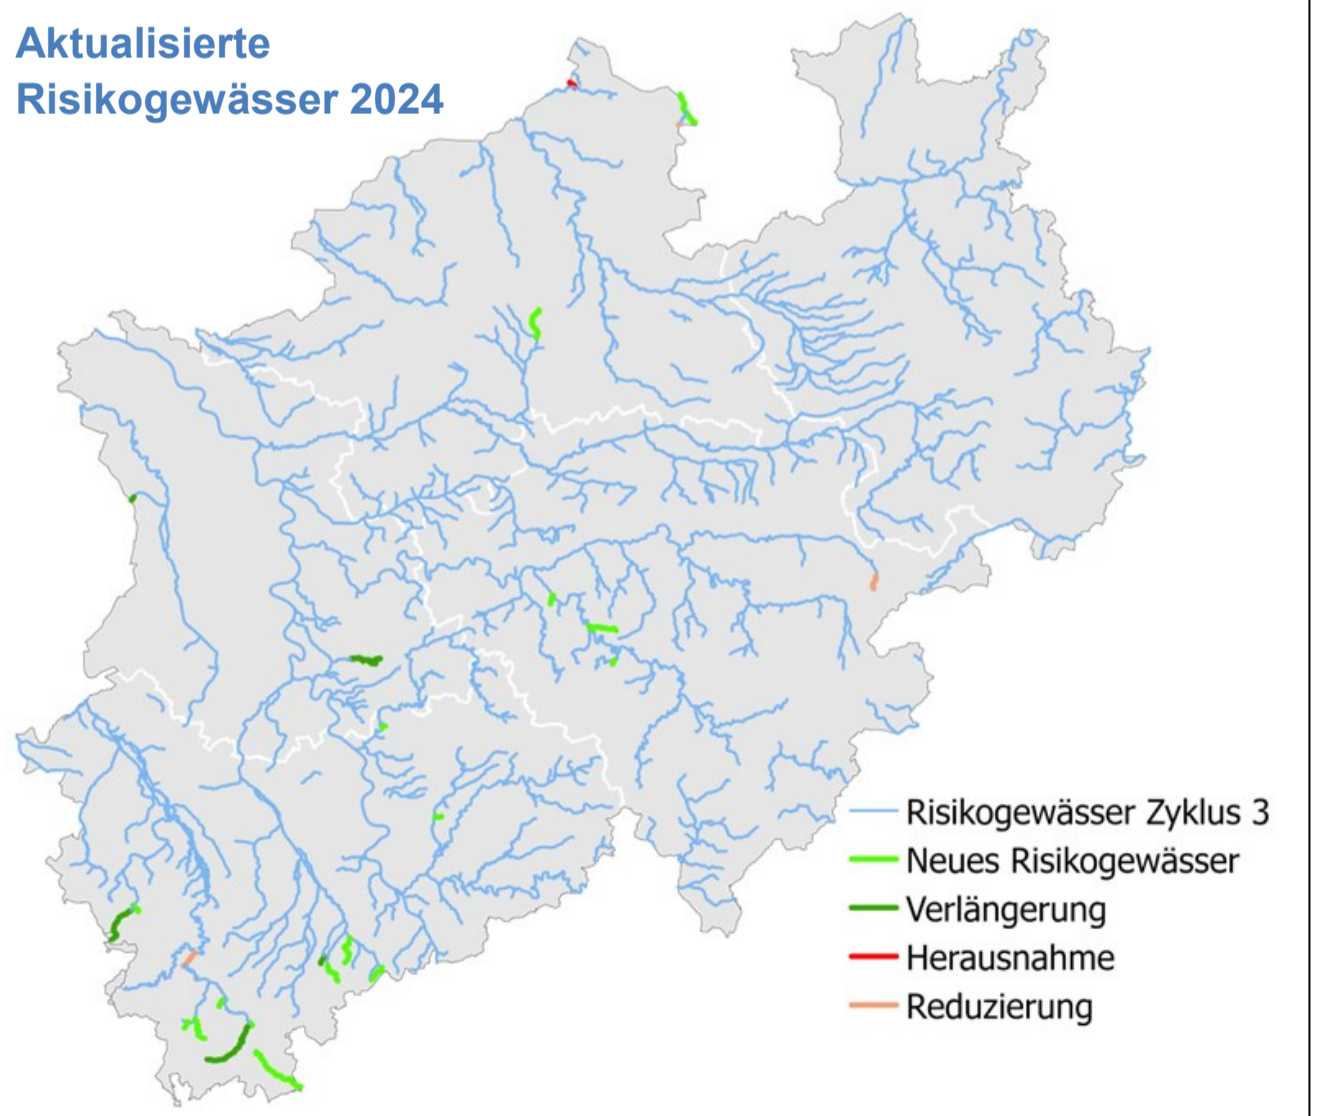 Aktualisierte
Risikogewässer 2024
Risikogewässer Zyklus 3
Neues Risikogewässer
Verlängerung
Herausnahme
Reduzierung